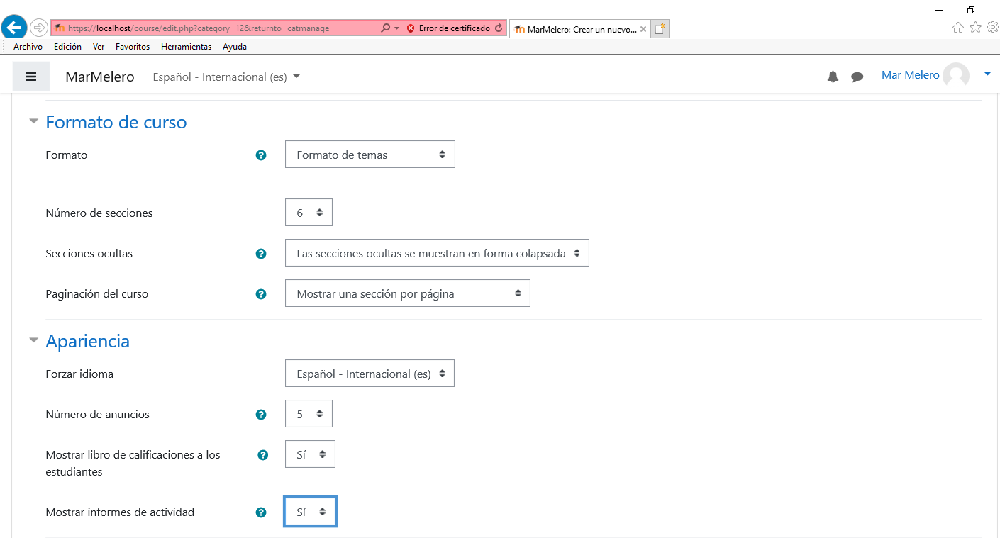 https://localhost/course/edit.php?category=12&returnto=catmanage Error de certificado MarMelero: Crear un nuevo...
Archivo Edición Ver Favoritos Herramientas Ayuda
MarMelero Español - Internacional (es) Mar Melero
Formato de curso
Formato Formato de temas
Número de secciones 6
Secciones ocultas Las secciones ocultas se muestran en forma colapsada
Paginación del curso Mostrar una sección por página
Apariencia
Forzar idioma Español - Internacional (es)
Número de anuncios 5
Mostrar libro de calificaciones a los Sí
estudiantes
Mostrar informes de actividad Sí